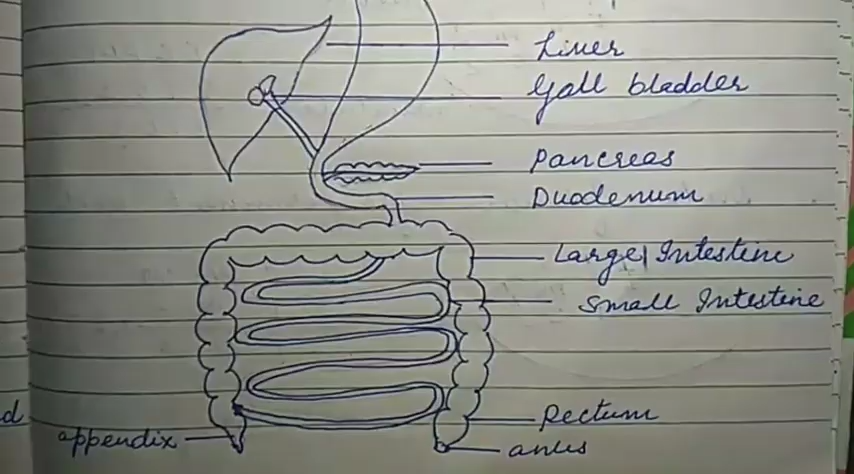 Liver
Gall bladder
Pancreas
Duodenum
Large Intestine
Small Intestine
Rectum
anus
appendix
d